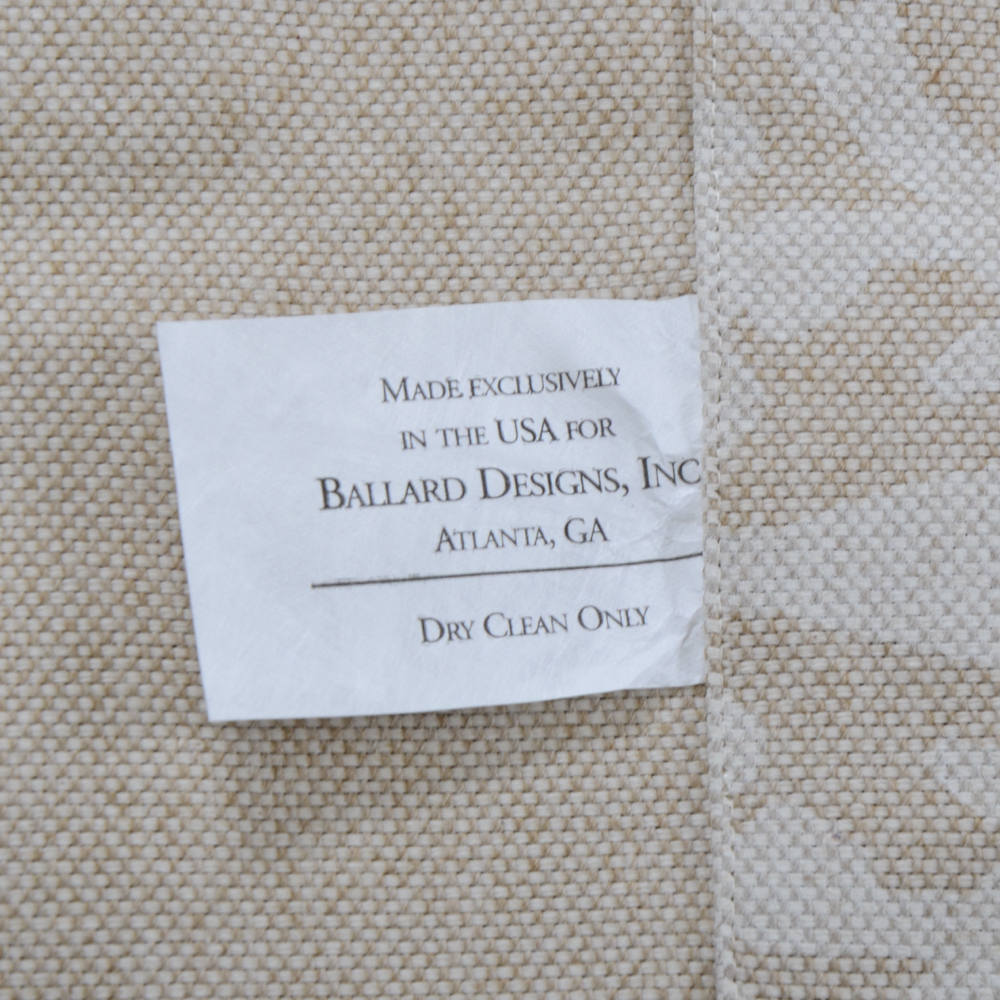 MADE EXCLUSIVELY
IN THE USA FOR
BALLARD DESIGNS, INC
ATLANTA, GA
DRY CLEAN ONLY